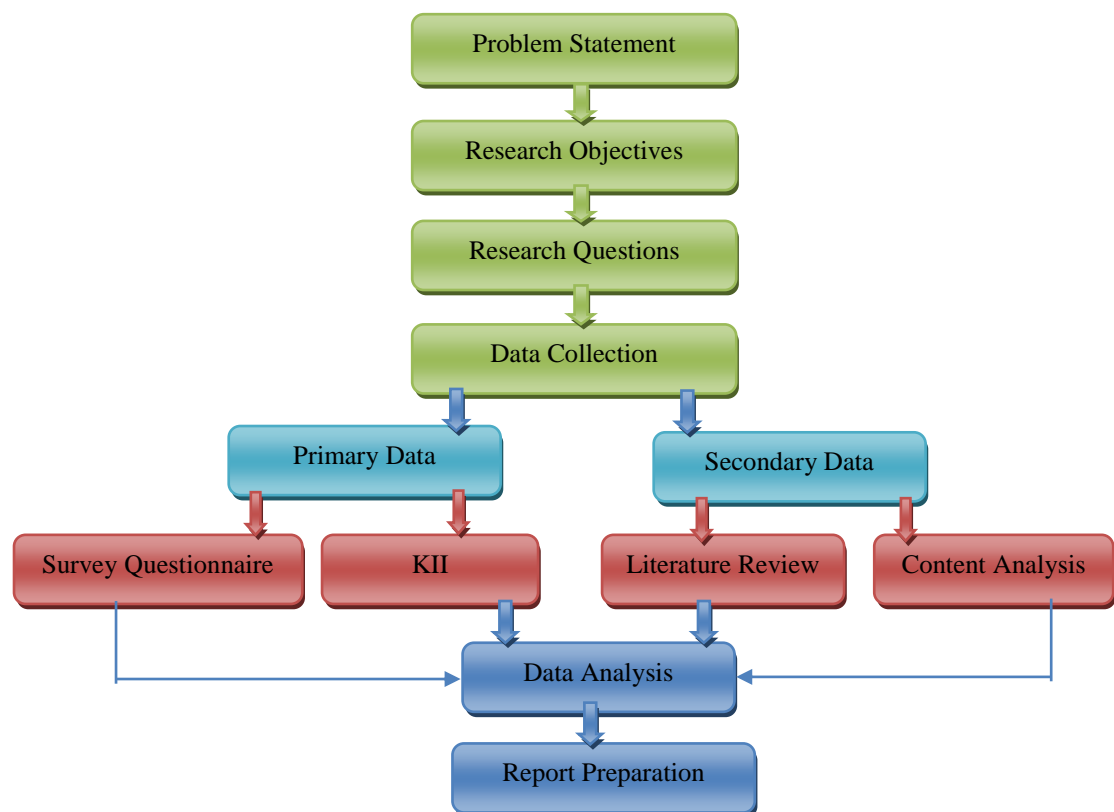 Problem Statement
Research Objectives
Research Questions
Data Collection
Primary Data
Secondary Data
Survey Questionnaire
KII
Literature Review
Content Analysis
Data Analysis
Report Preparation